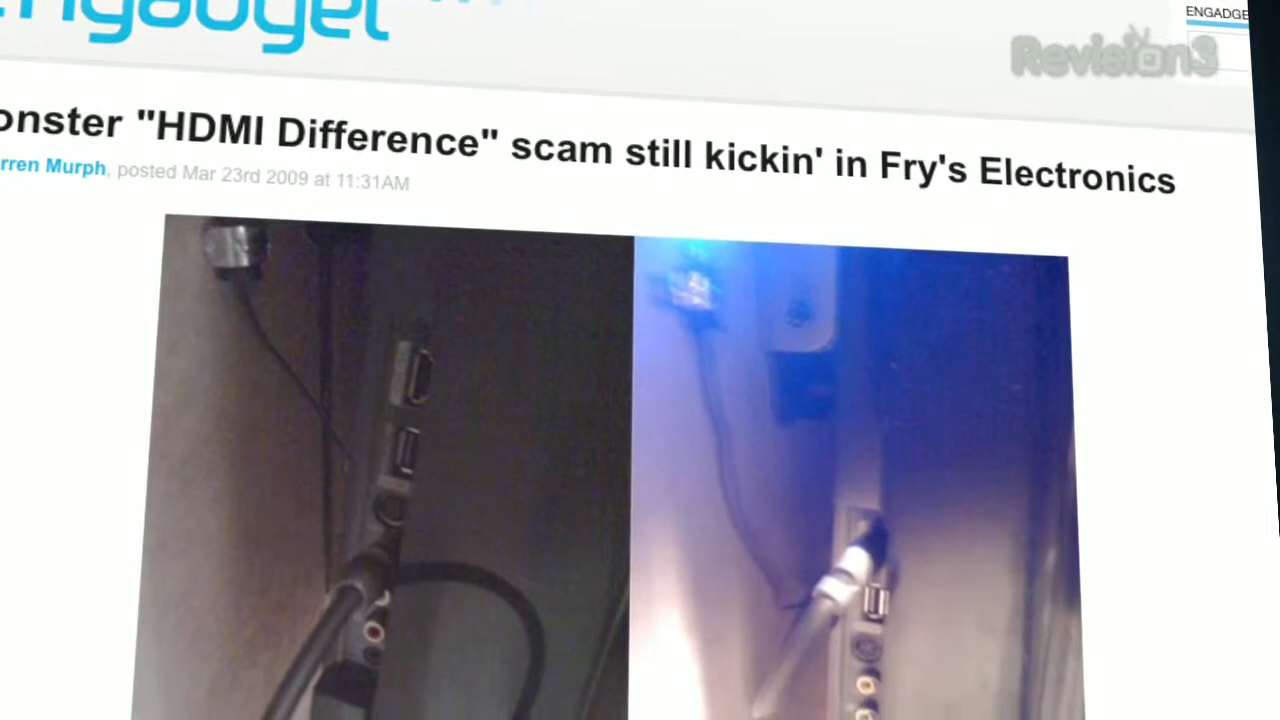 engadget
ENGADGE
Revision3
onster "HDMI Difference" scam still kickin' in Fry's Electronics
rren Murph, posted Mar 23rd 2009 at 11:31AM